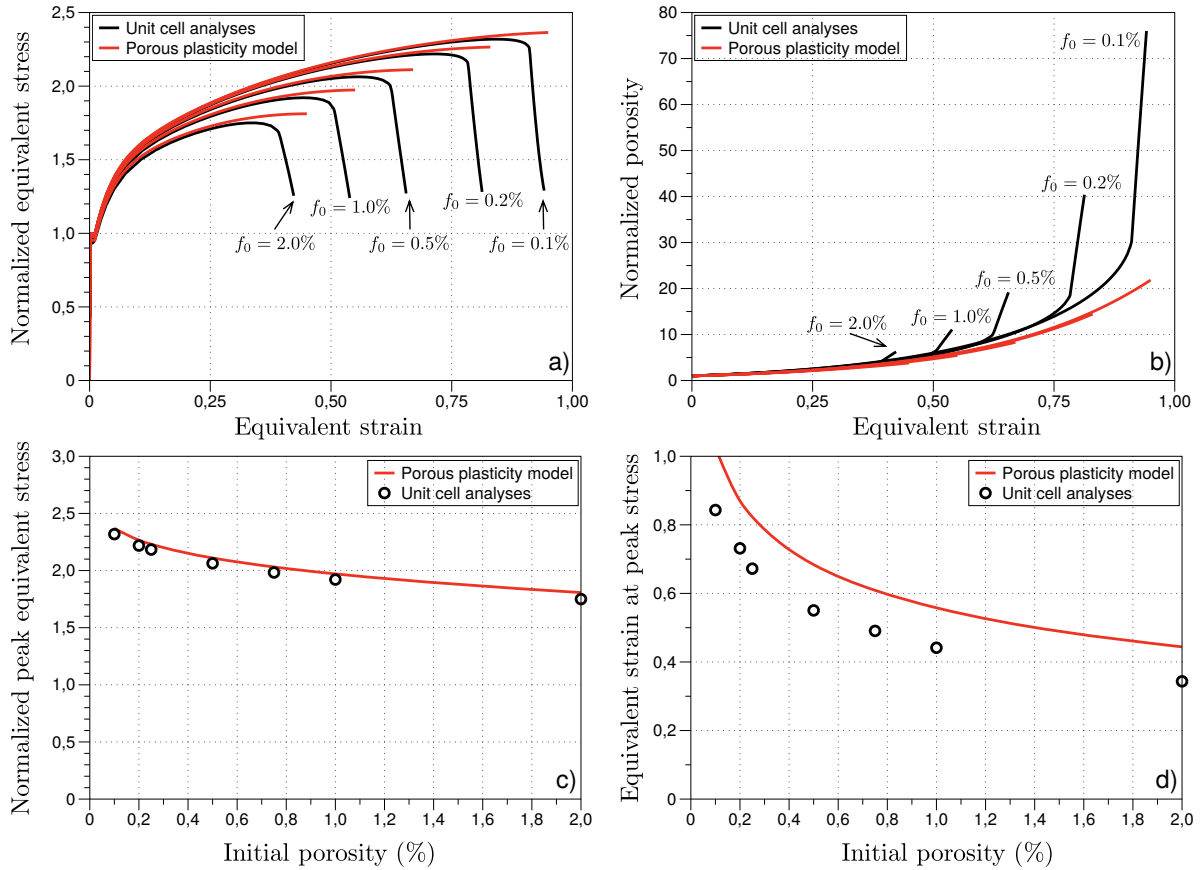 Normalized equivalent stress
2,5
2,0
1,5
1,0
0,5
0
Unit cell analyses
Porous plasticity model
f₀ = 2.0%
f₀ = 1.0%
f₀ = 0.5%
f₀ = 0.2%
f₀ = 0.1%
a)
0
0,25
0,50
0,75
1,00
Equivalent strain
Normalized porosity
80
70
60
50
40
30
20
10
0
Unit cell analyses
Porous plasticity model
f₀ = 0.1%
f₀ = 0.2%
f₀ = 0.5%
f₀ = 1.0%
f₀ = 2.0%
b)
0
0,25
0,50
0,75
1,00
Equivalent strain
Normalized peak equivalent stress
3,0
2,5
2,0
1,5
1,0
0,5
0
Porous plasticity model
Unit cell analyses
c)
0
0,2
0,4
0,6
0,8
1,0
1,2
1,4
1,6
1,8
2,0
Initial porosity (%)
Equivalent strain at peak stress
1,0
0,8
0,6
0,4
0,2
0
Porous plasticity model
Unit cell analyses
d)
0
0,2
0,4
0,6
0,8
1,0
1,2
1,4
1,6
1,8
2,0
Initial porosity (%)